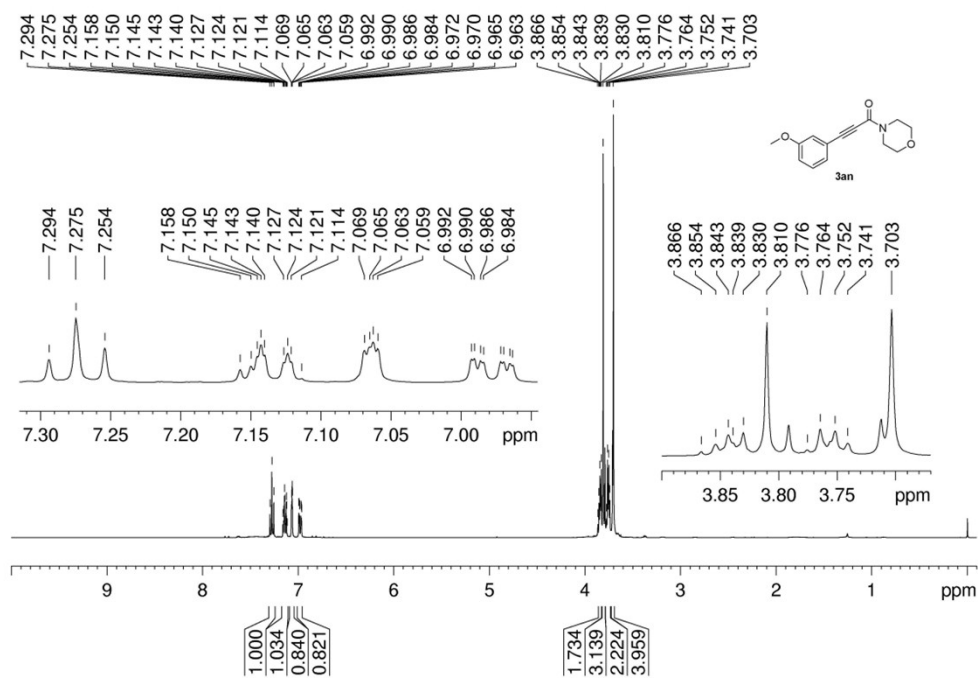 7.294 7.275 7.254 7.158 7.150 7.145 7.143 7.140 7.127 7.124 7.121 7.114 7.069 7.065 7.063 7.059 6.992 6.990 6.986 6.984 6.972 6.970 6.965 6.963 3.866 3.854 3.843 3.839 3.830 3.810 3.776 3.764 3.752 3.741 3.703
O
N
O
O
3an
7.294 7.275 7.254 7.158 7.150 7.145 7.143 7.140 7.127 7.124 7.121 7.114 7.069 7.065 7.063 7.059 6.992 6.990 6.986 6.984
3.866 3.854 3.843 3.839 3.830 3.810 3.776 3.764 3.752 3.741 3.703
7.30 7.25 7.20 7.15 7.10 7.05 7.00 ppm
3.85 3.80 3.75 ppm
9 8 7 6 5 4 3 2 1 ppm
1.000 1.034 0.840 0.821 1.734 3.139 2.224 3.959